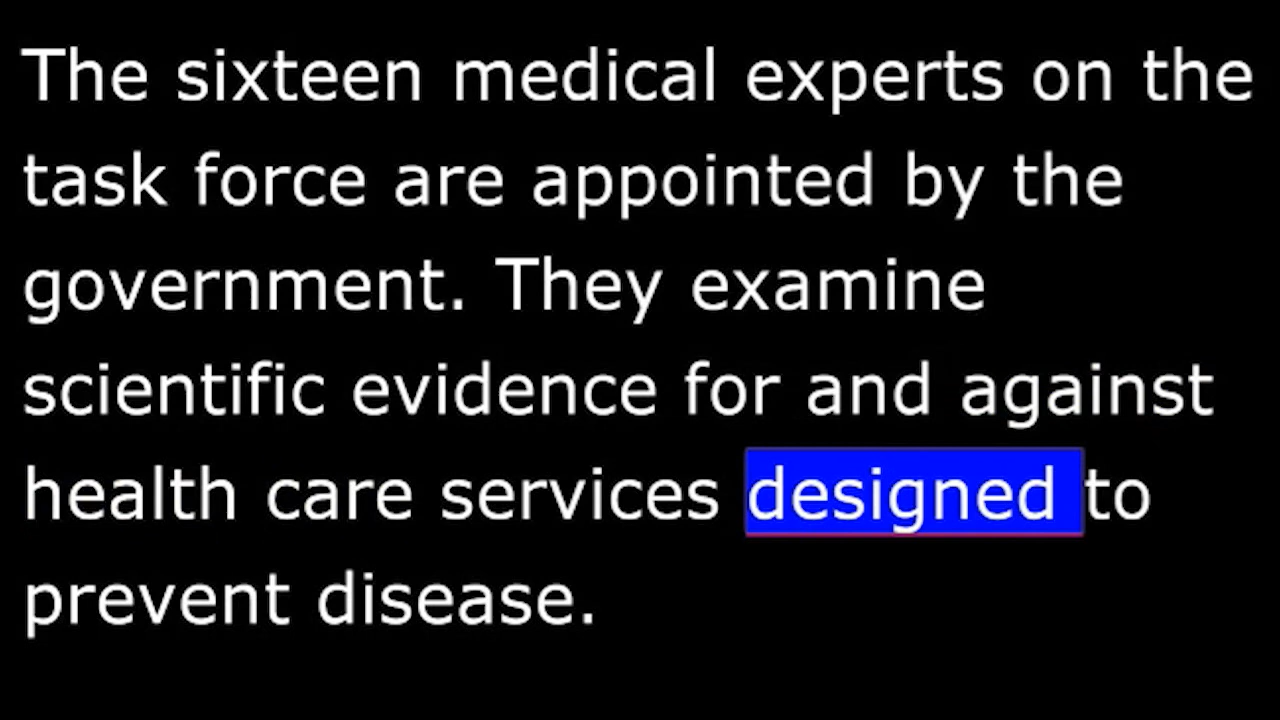 The sixteen medical experts on the
task force are appointed by the
government. They examine
scientific evidence for and against
health care services designed to
prevent disease.